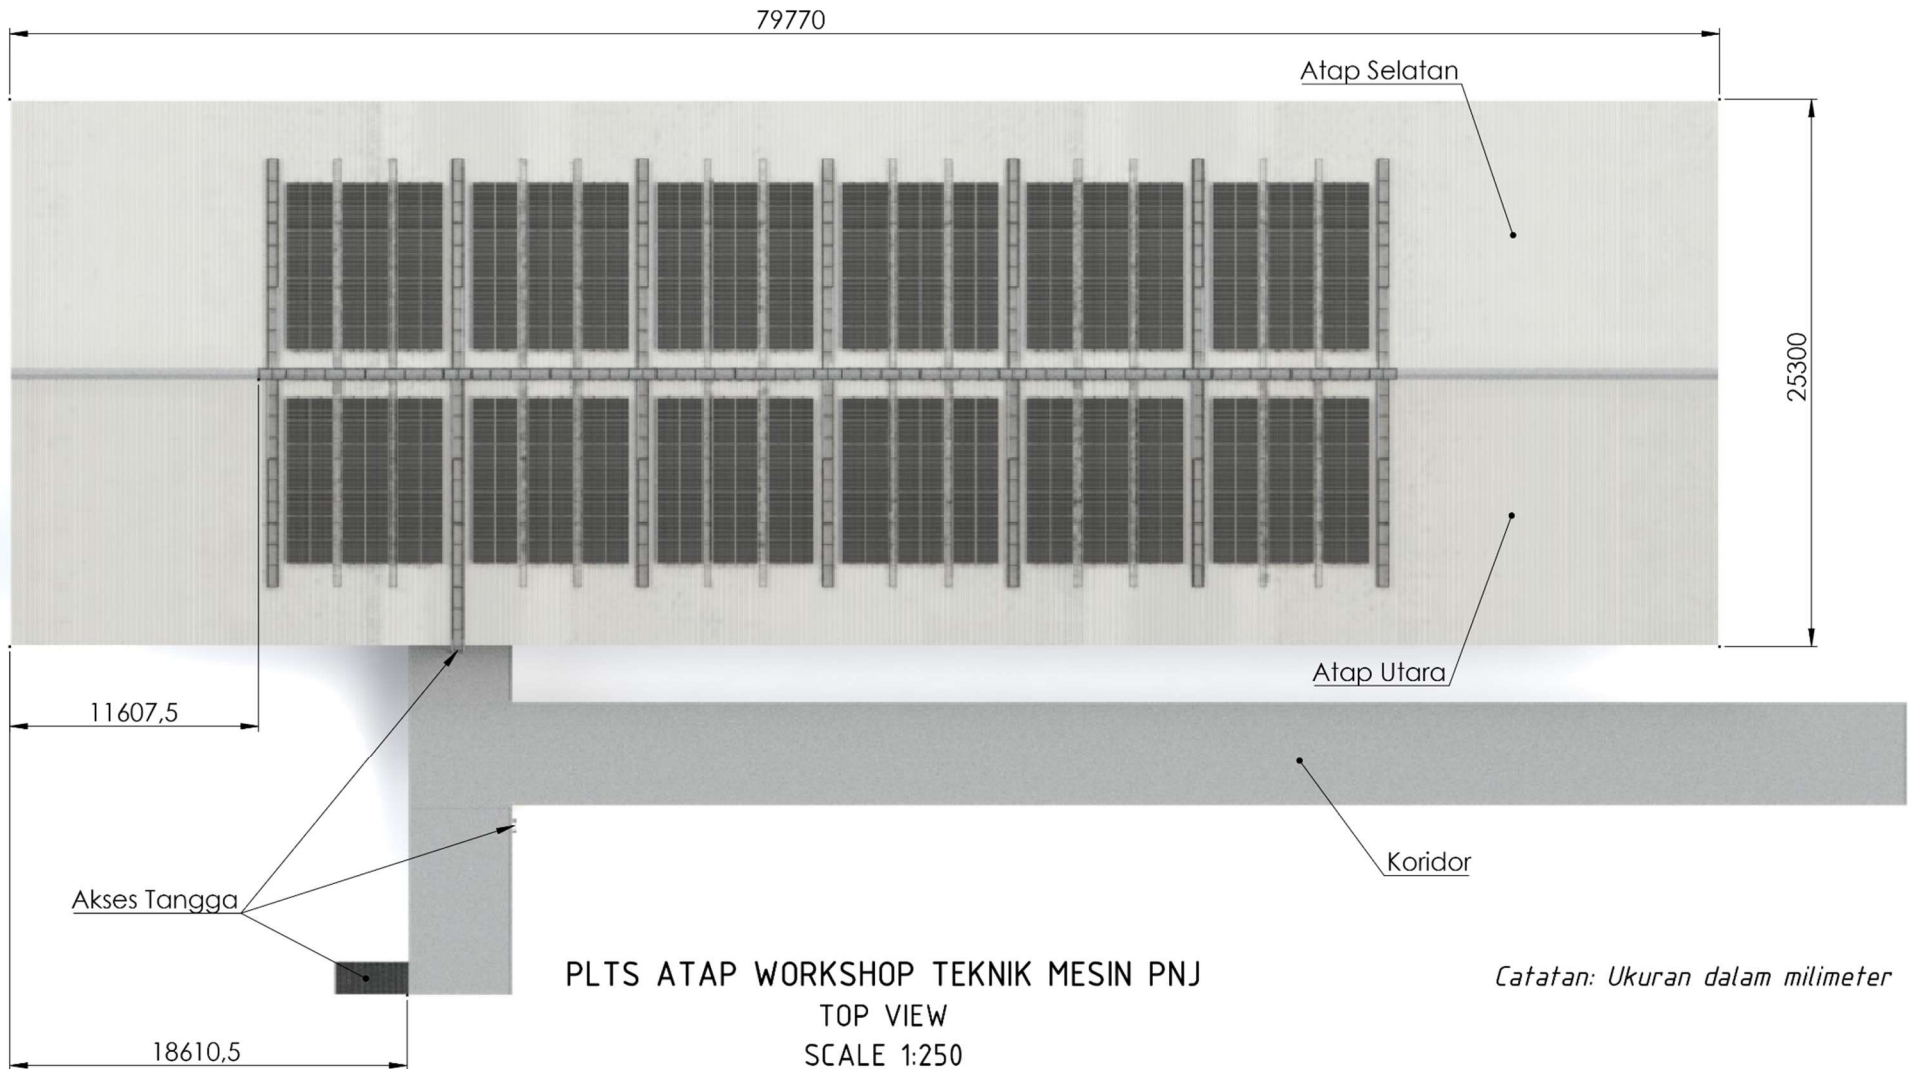 79770
Atap Selatan
25300
Atap Utara
11607,5
Koridor
Akses Tangga
PLTS ATAP WORKSHOP TEKNIK MESIN PNJ
Catatan: Ukuran dalam milimeter
TOP VIEW
SCALE 1:250
18610,5